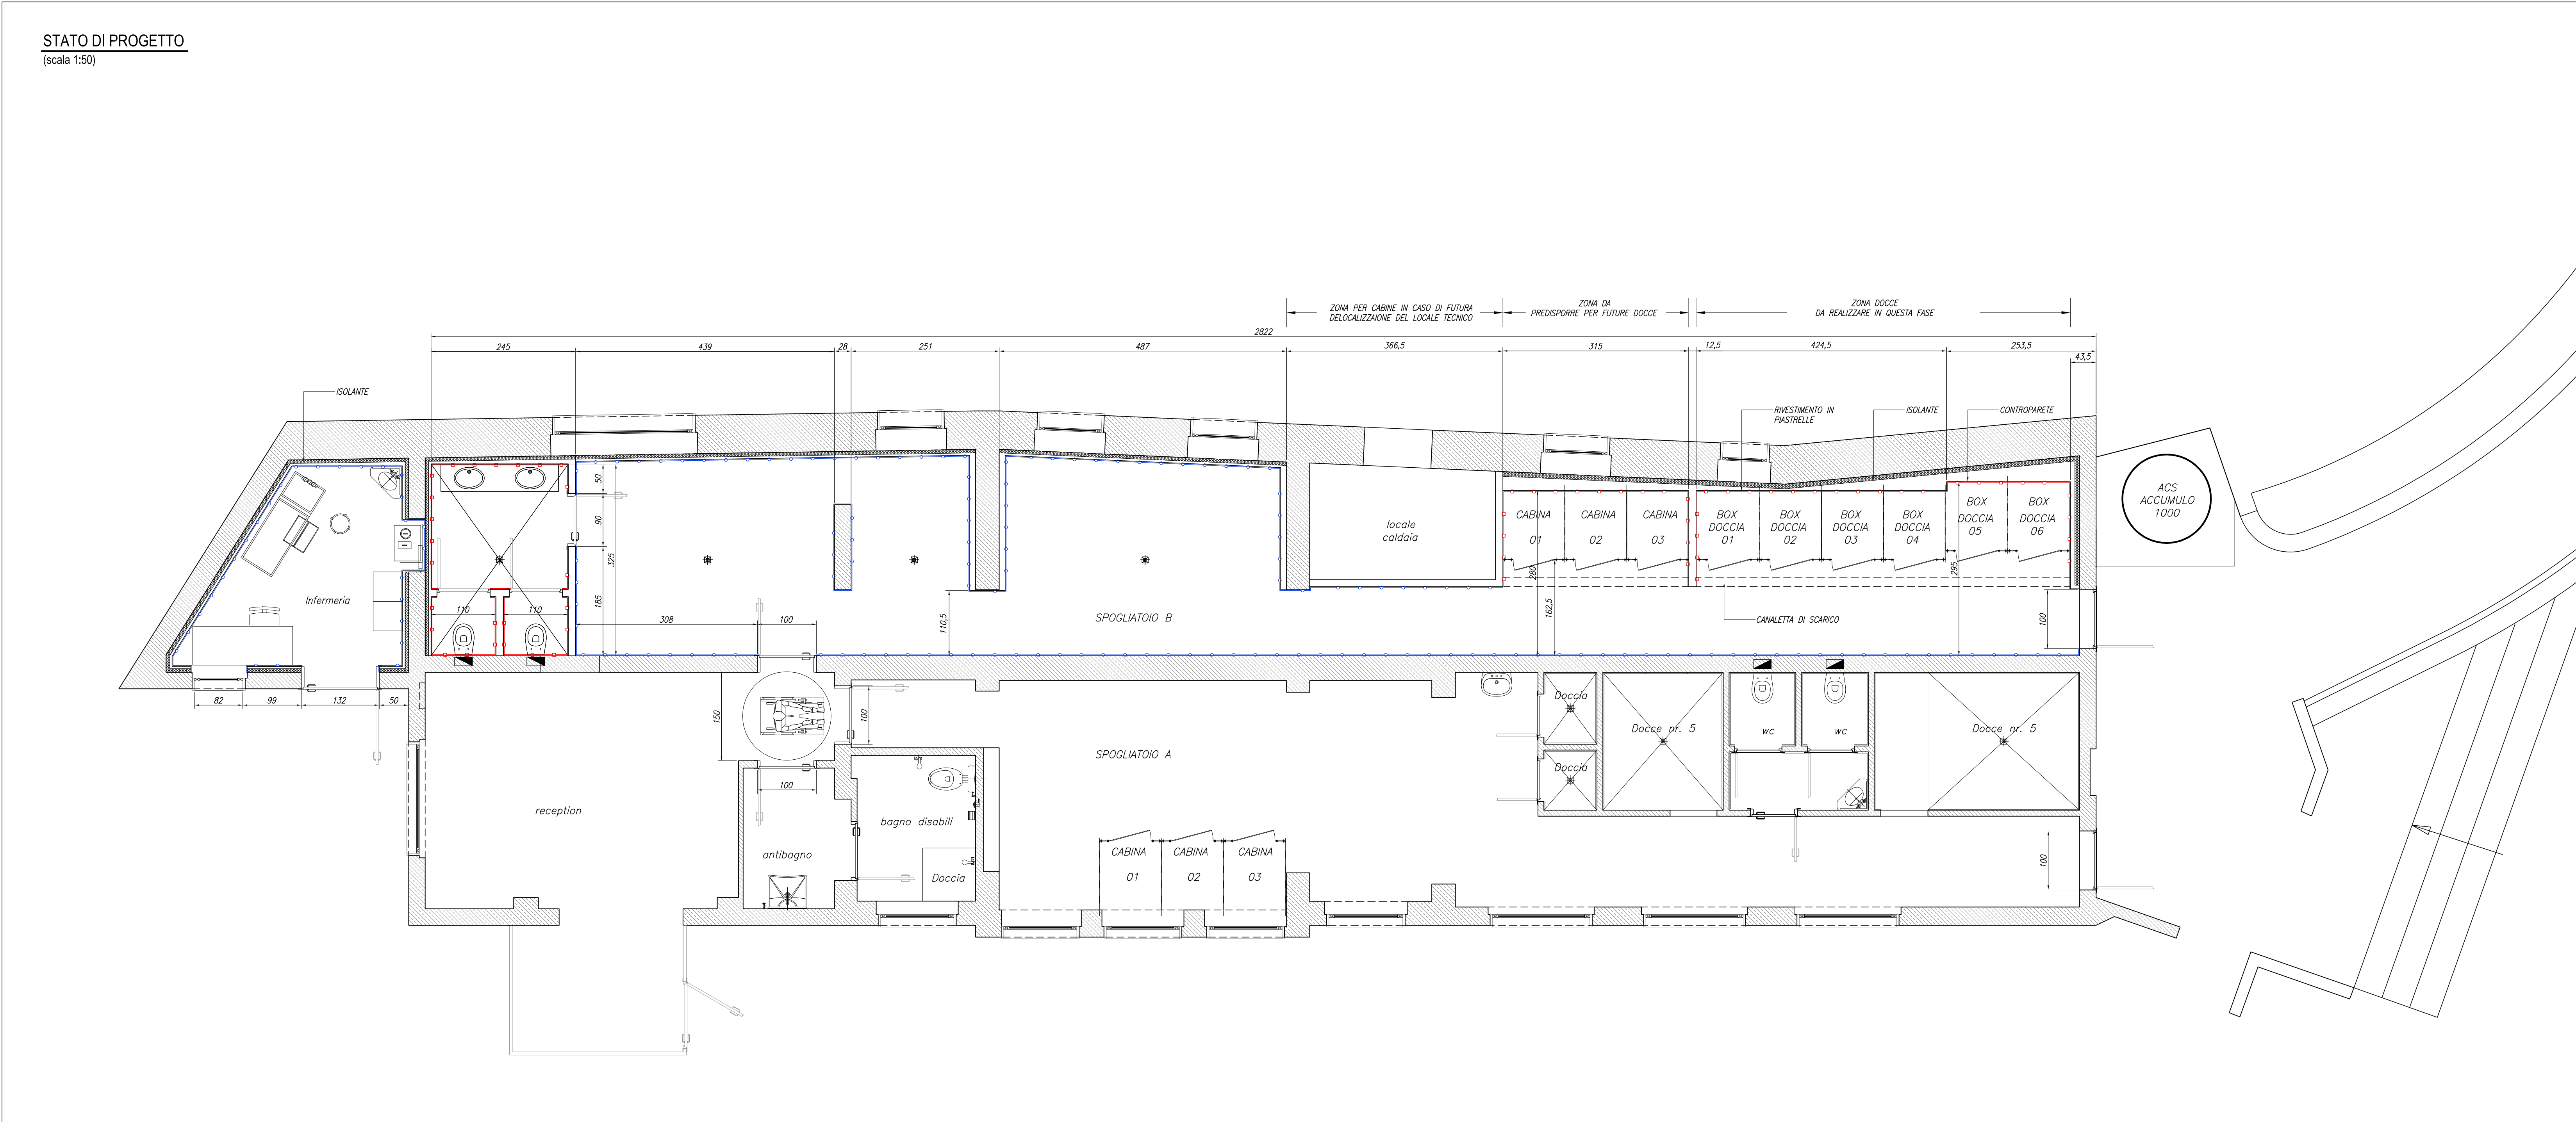 STATO DI PROGETTO
(scala 1:50)
ZONA PER CABINE IN CASO DI FUTURA
DELOCALIZZAIONE DEL LOCALE TECNICO
ZONA DA
PREDISPORRE PER FUTURE DOCCE
ZONA DOCCE
DA REALIZZARE IN QUESTA FASE
2822
245
439
28
251
487
366,5
315
12,5
424,5
253,5
43,5
ISOLANTE
RIVESTIMENTO IN
PIASTRELLE
ISOLANTE
CONTROPARETE
50
90
325
185
110
110
308
100
110,5
280
162,5
295
100
Infermeria
SPOGLIATOIO B
locale
caldaia
CABINA
01
CABINA
02
CABINA
03
BOX
DOCCIA
01
BOX
DOCCIA
02
BOX
DOCCIA
03
BOX
DOCCIA
04
BOX
DOCCIA
05
BOX
DOCCIA
06
CANALETTA DI SCARICO
ACS
ACCUMULO
1000
82
99
132
50
150
100
100
reception
antibagno
bagno disabili
Doccia
SPOGLIATOIO A
CABINA
01
CABINA
02
CABINA
03
Doccia
Doccia
Docce nr. 5
wc
wc
Docce nr. 5
100